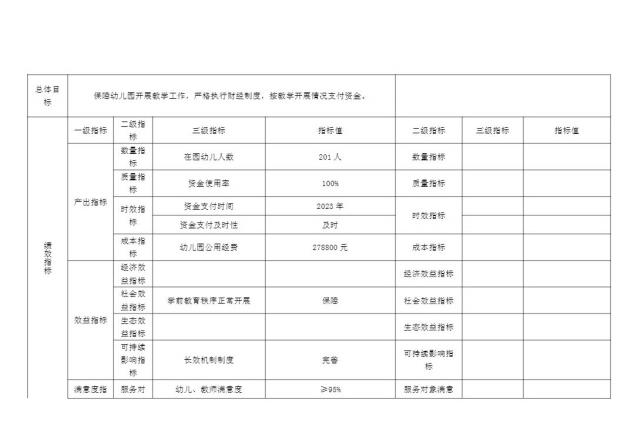 总体目标 保障幼儿园开展教学工作，严格执行财经制度，按教学开展情况支付资金。
绩效指标
一级指标 二级指标 三级指标 指标值 二级指标 三级指标 指标值
产出指标 数量指标 在园幼儿人数 201 人 数量指标
质量指标 资金使用率 100% 质量指标
时效指标 资金支付时间 2023 年 时效指标
资金支付及时性 及时
成本指标 幼儿园公用经费 278800 元 成本指标
效益指标 经济效益指标 经济效益指标
社会效益指标 学前教育秩序正常开展 保障 社会效益指标
生态效益指标 生态效益指标
可持续影响指标 长效机制制度 完善 可持续影响指标
满意度指 服务对 幼儿、教师满意度 ≥95% 服务对象满意